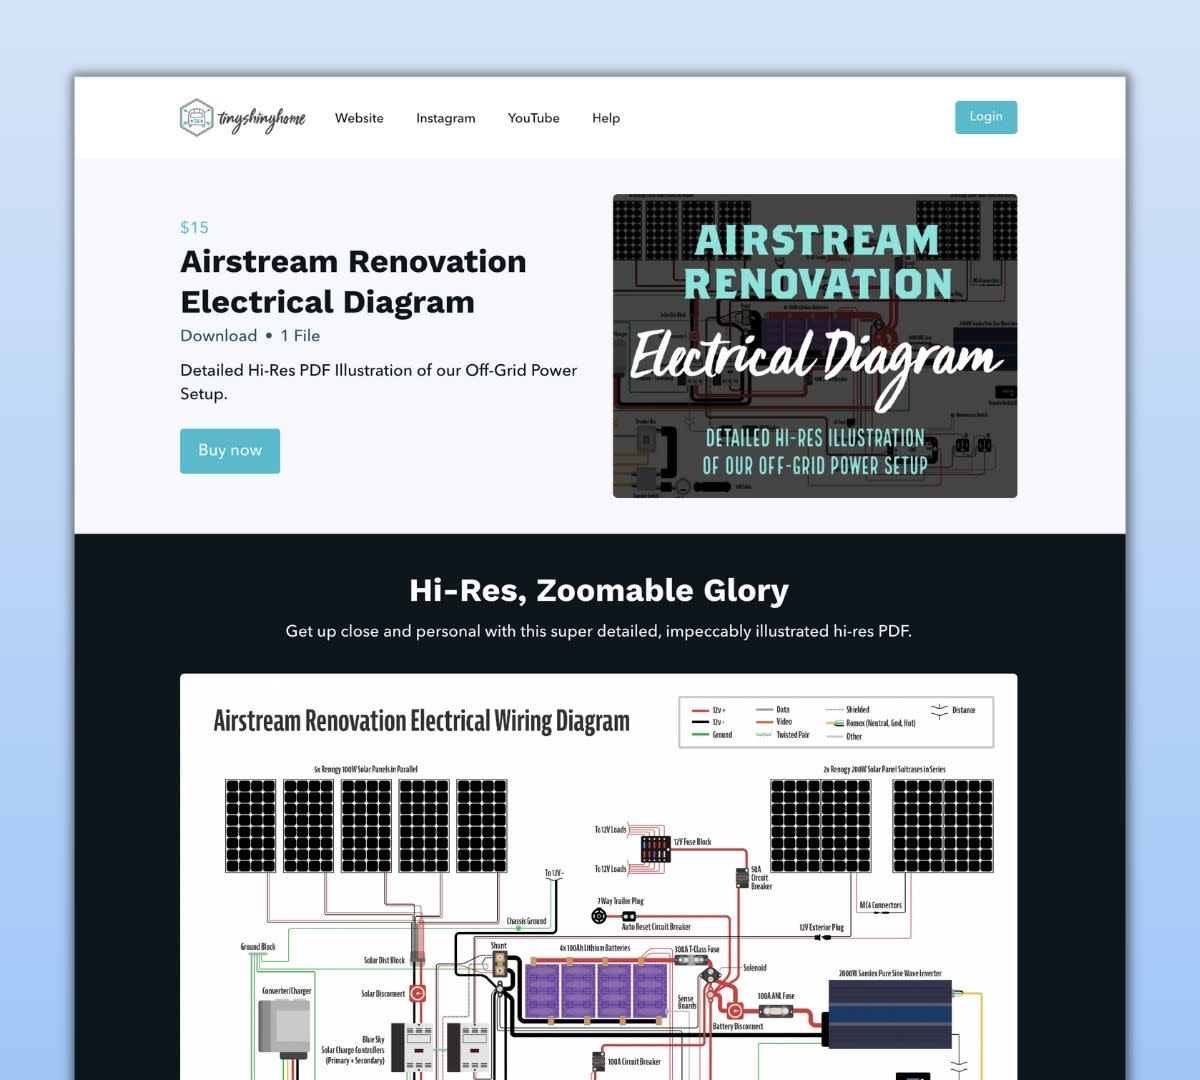 tinyshinyhome
Website
Instagram
YouTube
Help
Login
$15
Airstream Renovation
Electrical Diagram
Download • 1 File
Detailed Hi-Res PDF Illustration of our Off-Grid Power
Setup.
Buy now
AIRSTREAM
RENOVATION
Electrical Diagram
DETAILED HI-RES ILLUSTRATION
OF OUR OFF-GRID POWER SETUP
Hi-Res, Zoomable Glory
Get up close and personal with this super detailed, impeccably illustrated hi-res PDF.
Airstream Renovation Electrical Wiring Diagram
12v +
12v -
Ground
Data
Video
Twisted Pair
Shielded
Romex (Neutral, Gnd, Hot)
Other
Distance
5x Renogy 100W Solar Panels in Parallel
2x Renogy 200W Solar Panel Suitcases in Series
To 12V Loads
12V Fuse Block
To 12V Loads
50A
Circuit
Breaker
To 12V -
7Way Trailer Plug
MC4 Connectors
Chassis Ground
Auto Reset Circuit Breaker
12V Exterior Plug
Ground Block
Shunt
4x 100Ah Lithium Batteries
300A T-Class Fuse
Solar Dist Block
Solenoid
2000W Samlex Pure Sine Wave Inverter
Converter/Charger
Solar Disconnect
Sense
Boards
300A ANL Fuse
Battery Disconnect
Blue Sky
Solar Charge Controllers
(Primary + Secondary)
100A Circuit Breaker